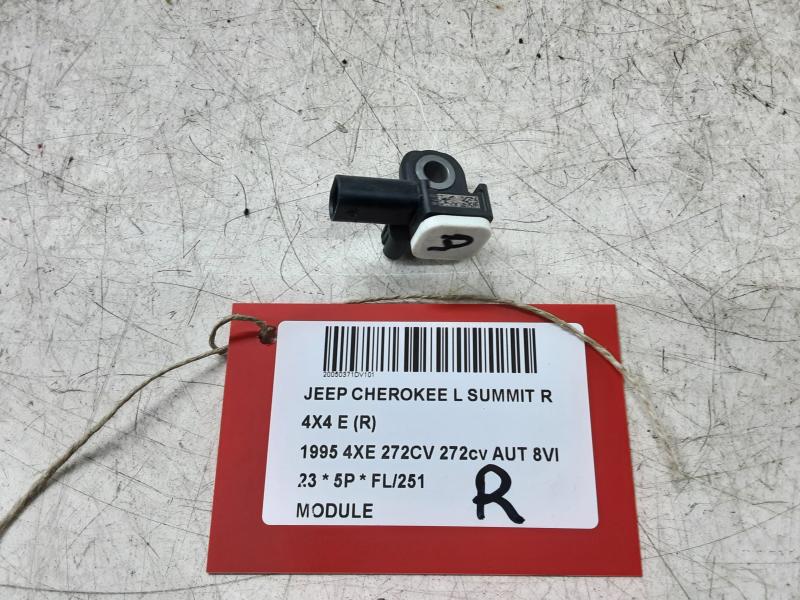 R
20050371DV101
JEEP CHEROKEE L SUMMIT R
4X4 E (R)
1995 4XE 272CV 272cv AUT 8VI
23 * 5P * FL/251
MODULE
R